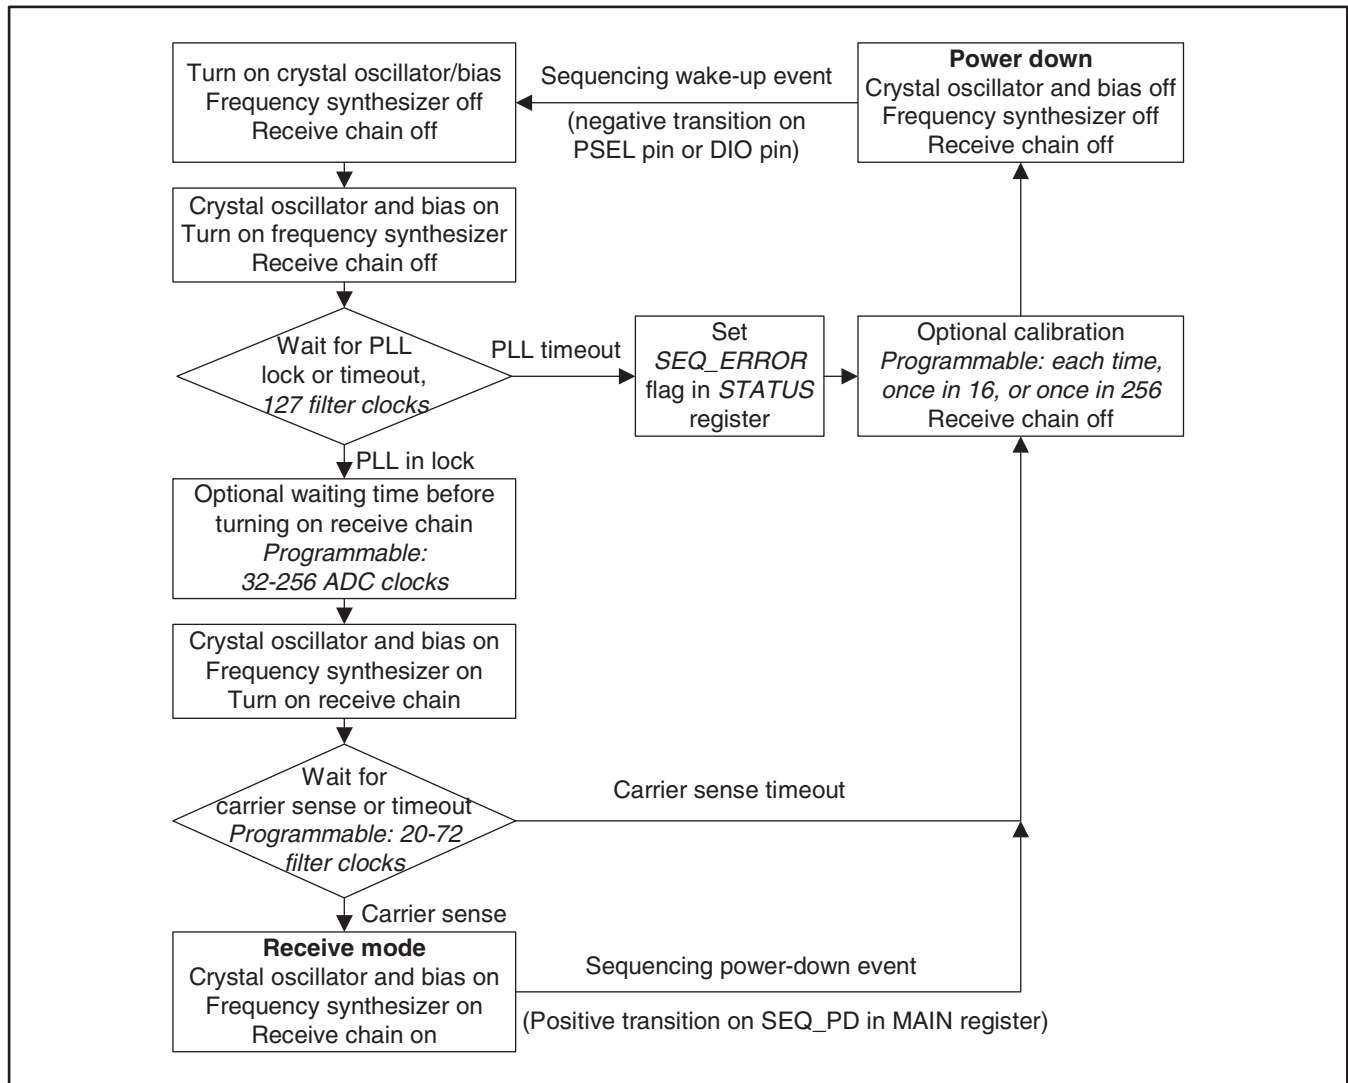 Turn on crystal oscillator/bias
Frequency synthesizer off
Receive chain off
Sequencing wake-up event
(negative transition on
PSEL pin or DIO pin)
Power down
Crystal oscillator and bias off
Frequency synthesizer off
Receive chain off
Crystal oscillator and bias on
Turn on frequency synthesizer
Receive chain off
Wait for PLL
lock or timeout,
127 filter clocks
PLL timeout
Set
SEQ_ERROR
flag in STATUS
register
Optional calibration
Programmable: each time,
once in 16, or once in 256
Receive chain off
PLL in lock
Optional waiting time before
turning on receive chain
Programmable:
32-256 ADC clocks
Crystal oscillator and bias on
Frequency synthesizer on
Turn on receive chain
Wait for
carrier sense or timeout
Programmable: 20-72
filter clocks
Carrier sense timeout
Carrier sense
Receive mode
Crystal oscillator and bias on
Frequency synthesizer on
Receive chain on
Sequencing power-down event
(Positive transition on SEQ_PD in MAIN register)